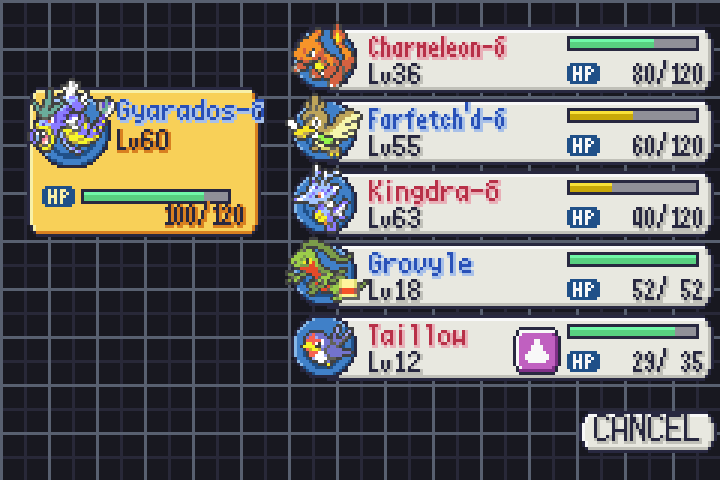 Gyarados-δ
Lv60
HP
100/120
Charmeleon-δ
Lv36
HP 80/120
Farfetch'd-δ
Lv55
HP 60/120
Kingdra-δ
Lv63
HP 40/120
Grovyle
Lv18
HP 52/ 52
Taillow
Lv12
HP 29/ 35
CANCEL